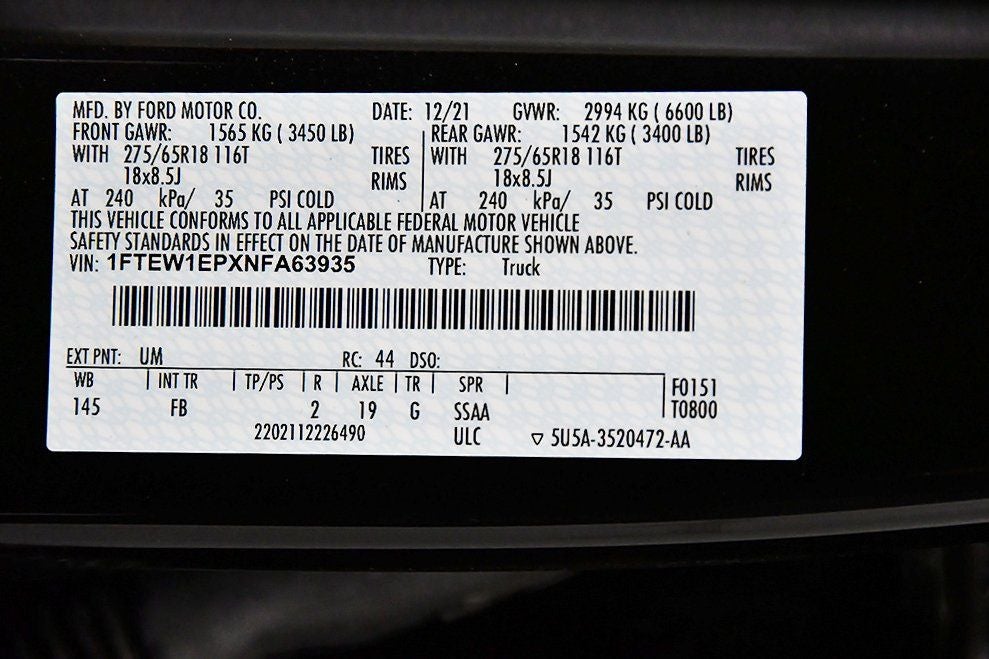 MFD. BY FORD MOTOR CO. DATE: 12/21 GVWR: 2994 KG ( 6600 LB)
FRONT GAWR: 1565 KG ( 3450 LB) REAR GAWR: 1542 KG ( 3400 LB)
WITH 275/65R18 116T TIRES WITH 275/65R18 116T TIRES
18x8.5J RIMS 18x8.5J RIMS
AT 240 kPa/ 35 PSI COLD AT 240 kPa/ 35 PSI COLD
THIS VEHICLE CONFORMS TO ALL APPLICABLE FEDERAL MOTOR VEHICLE
SAFETY STANDARDS IN EFFECT ON THE DATE OF MANUFACTURE SHOWN ABOVE.
VIN: 1FTEW1EPXNFA63935 TYPE: Truck
EXT PNT: UM RC: 44 DSO:
WB INT TR TP/PS R AXLE TR SPR F0151
145 FB 2 19 G SSAA T0800
2202112226490 ULC ▽ 5U5A-3520472-AA